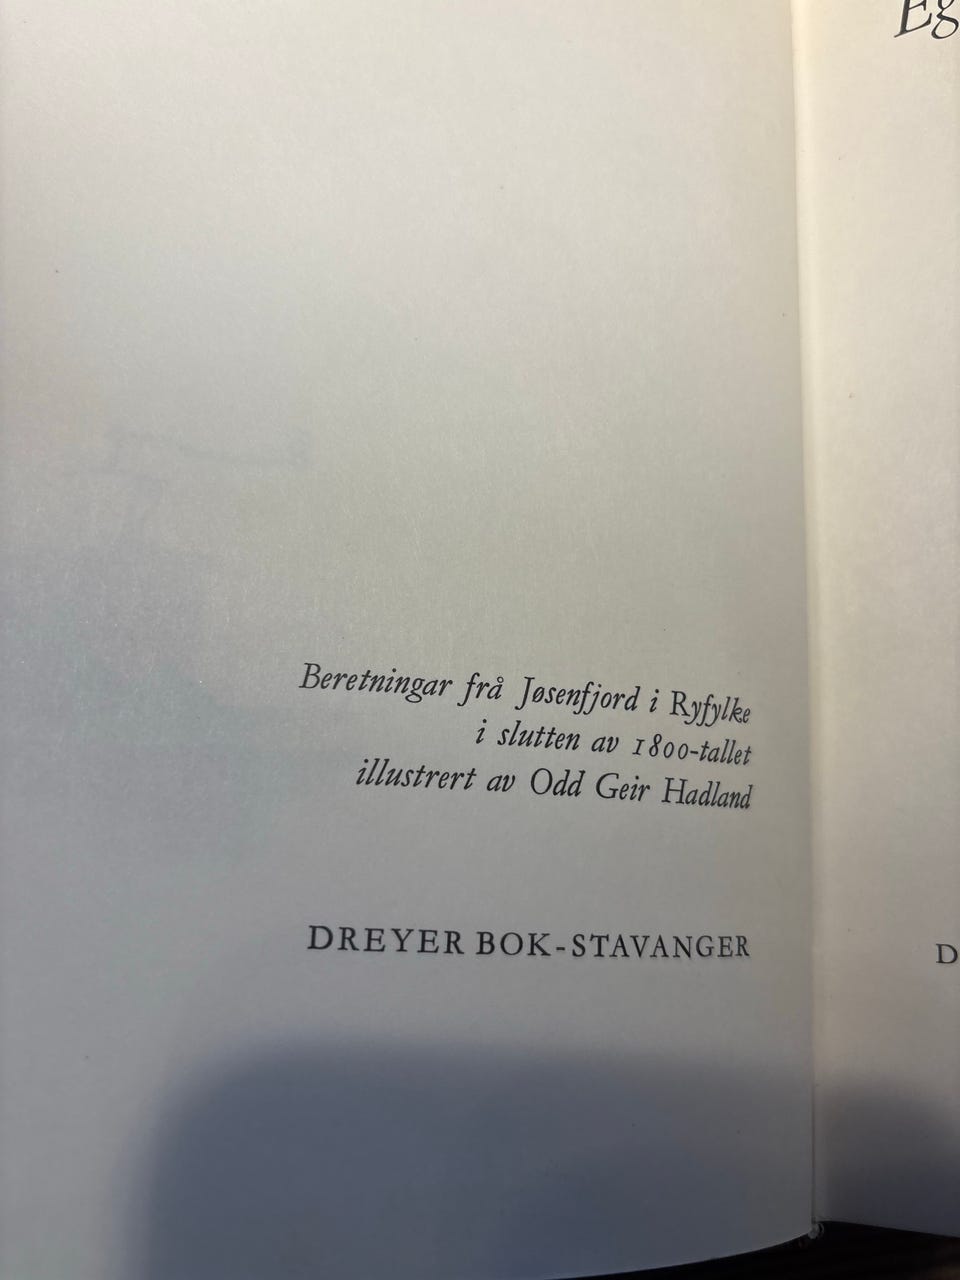 Beretningar frå Jøsenfjord i Ryfylke
i slutten av 1800-tallet
illustrert av Odd Geir Hadland
DREYER BOK-STAVANGER